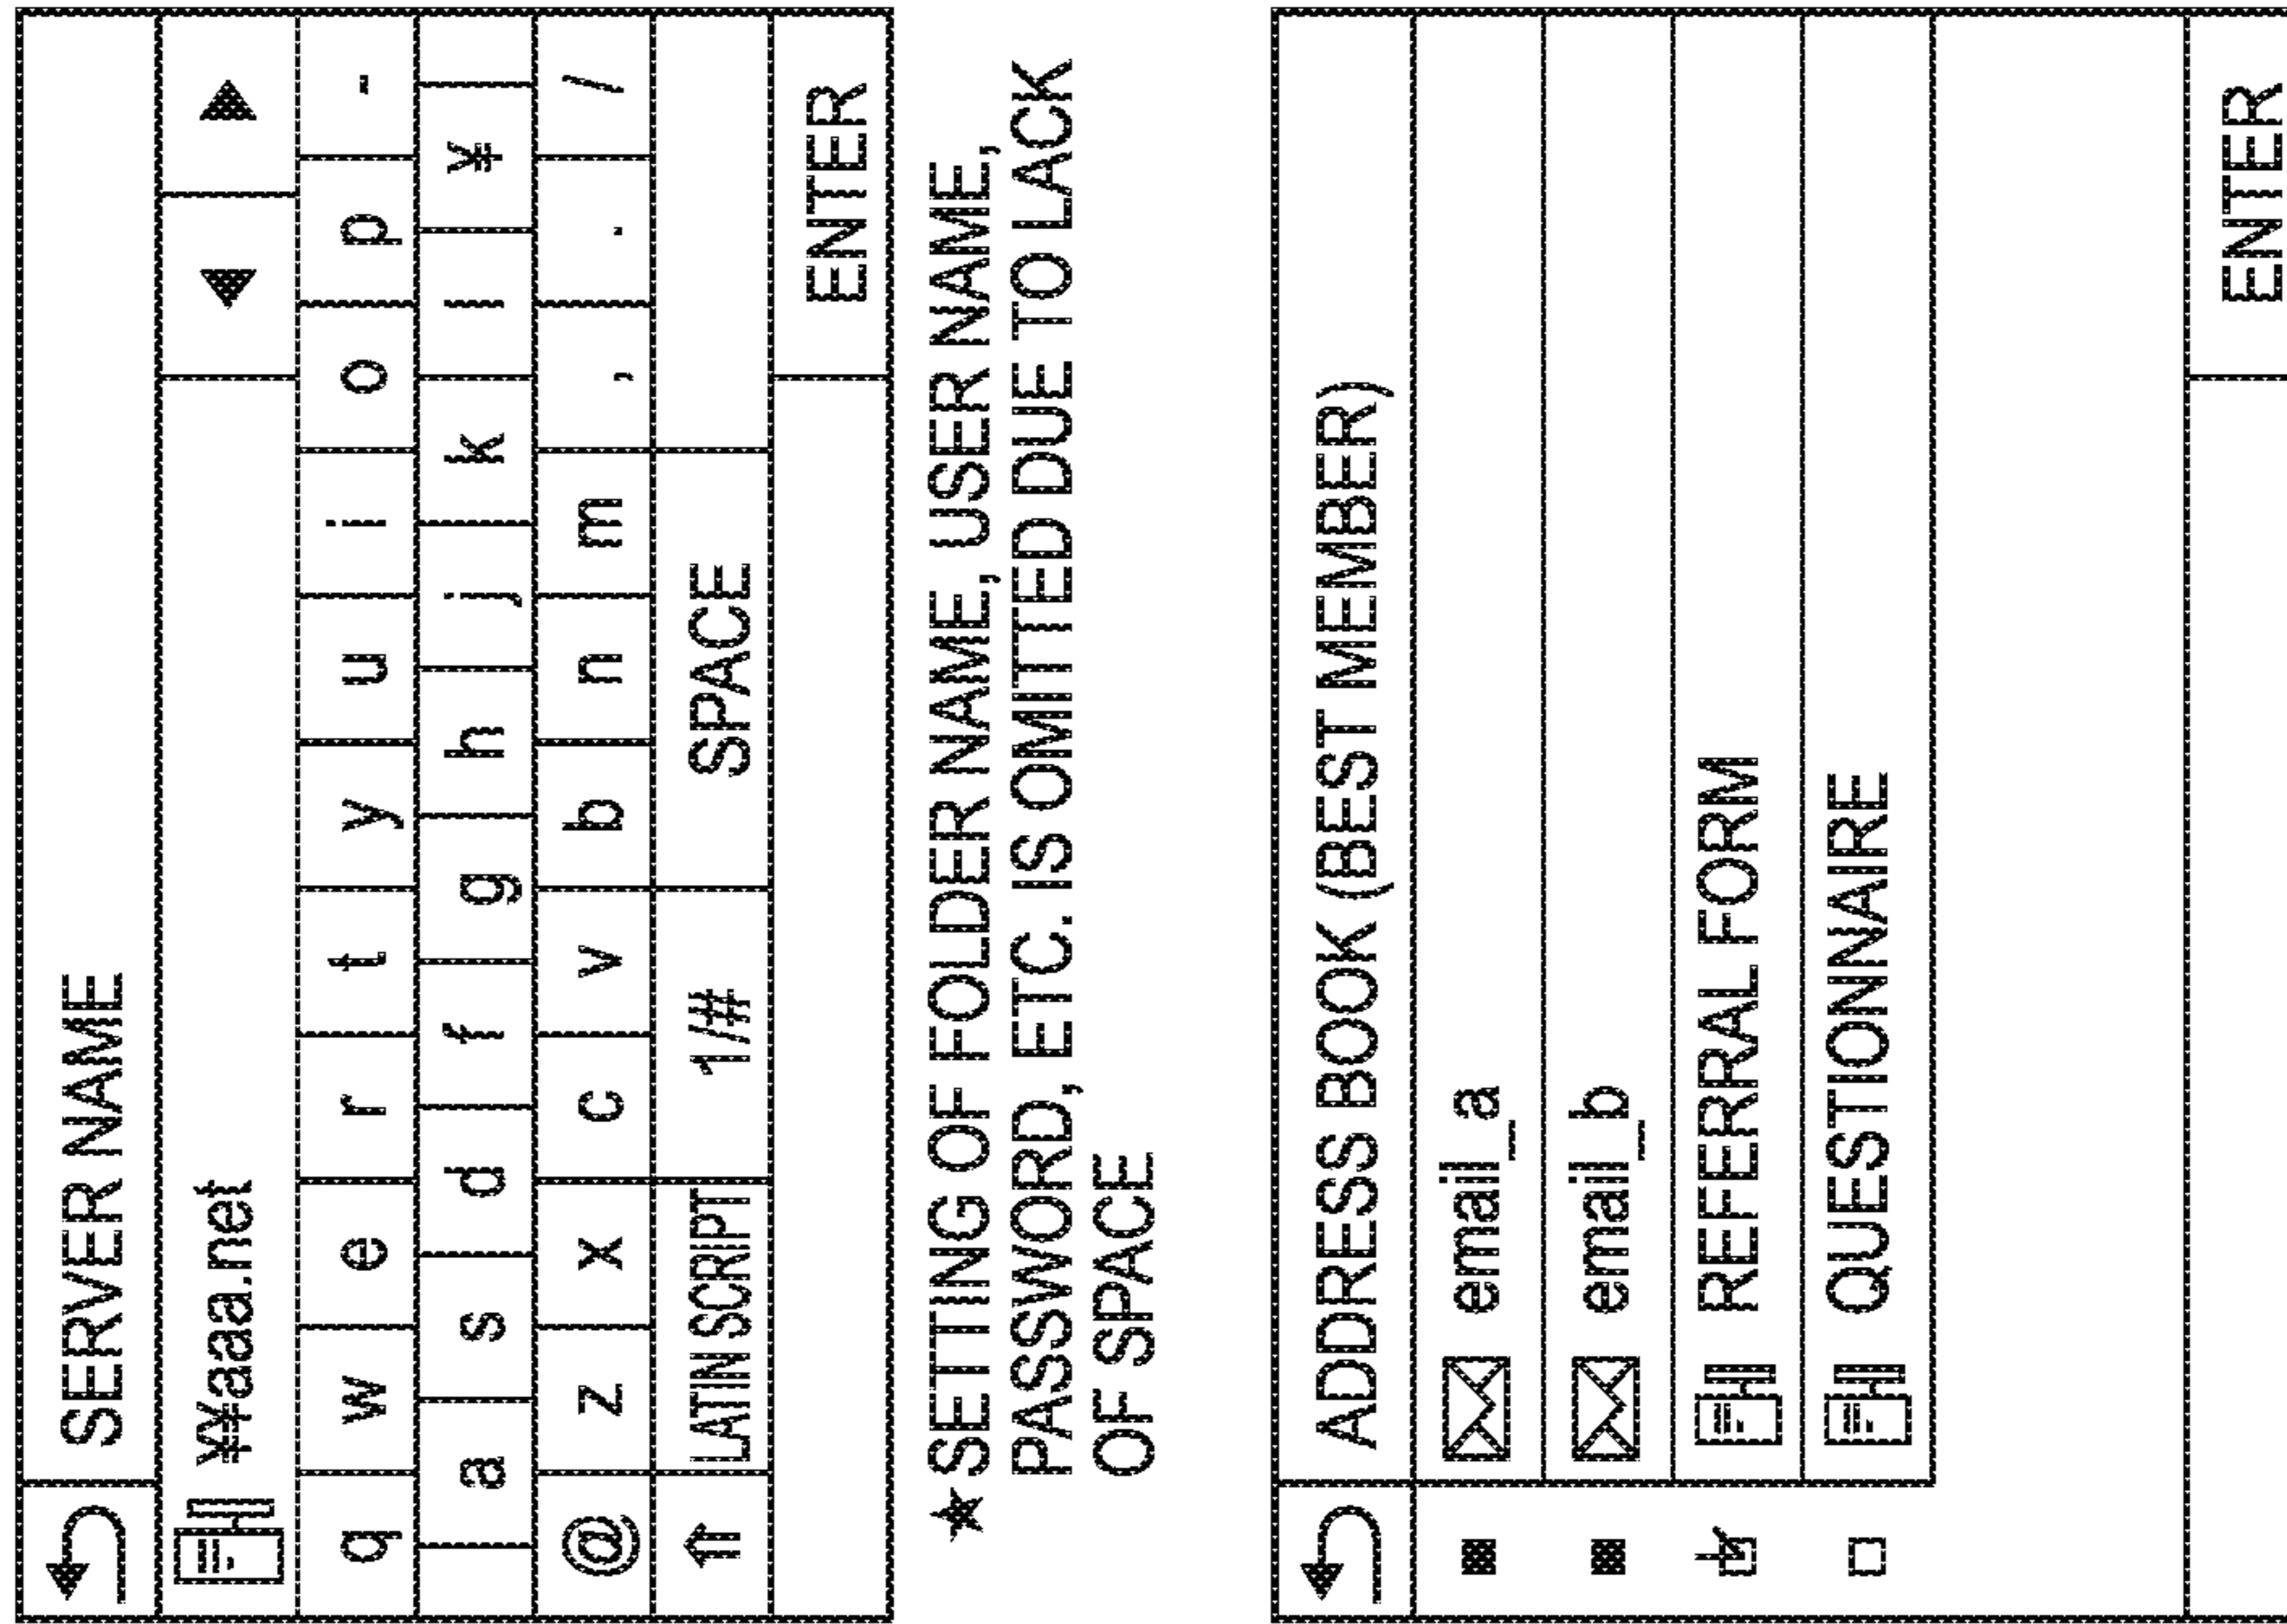 SERVER NAME
¥¥aaa.net ◀ ▶
q w e r t y u i o p -
a s d f g h j k l ¥
@ z x c v b n m , . /
⇑ LATIN SCRIPT 1/# SPACE
ENTER
★SETTING OF FOLDER NAME, USER NAME,
PASSWORD, ETC. IS OMITTED DUE TO LACK
OF SPACE
ADDRESS BOOK (BEST MEMBER)
email_a
email_b
REFERRAL FORM
QUESTIONNAIRE
ENTER